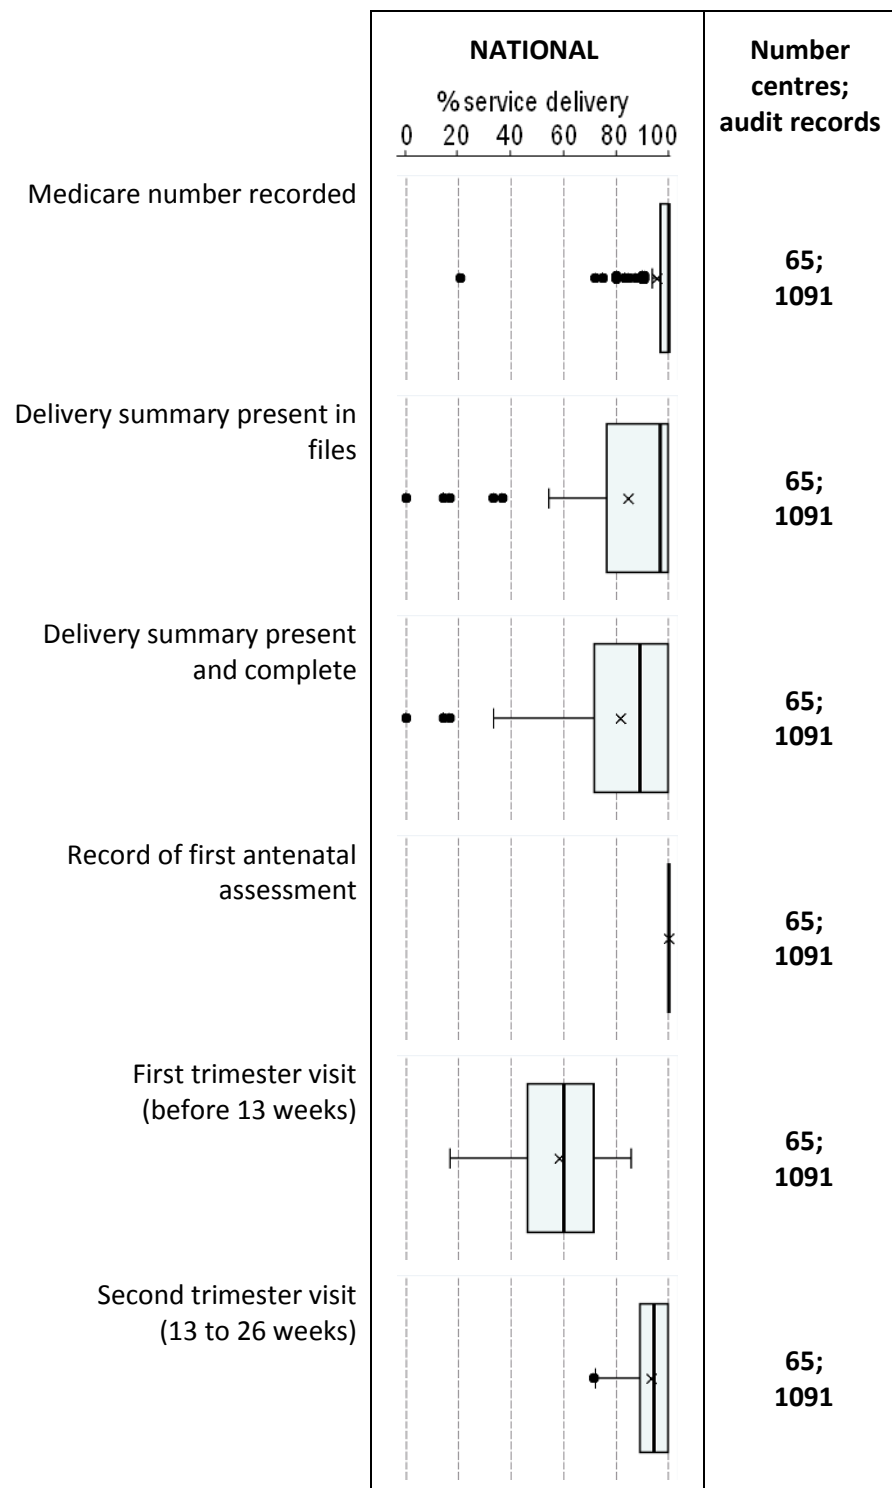 NATIONAL
Number
centres;
audit records
% service delivery
0 20 40 60 80 100
Medicare number recorded
65;
1091
Delivery summary present in
files
65;
1091
Delivery summary present
and complete
65;
1091
Record of first antenatal
assessment
65;
1091
First trimester visit
(before 13 weeks)
65;
1091
Second trimester visit
(13 to 26 weeks)
65;
1091